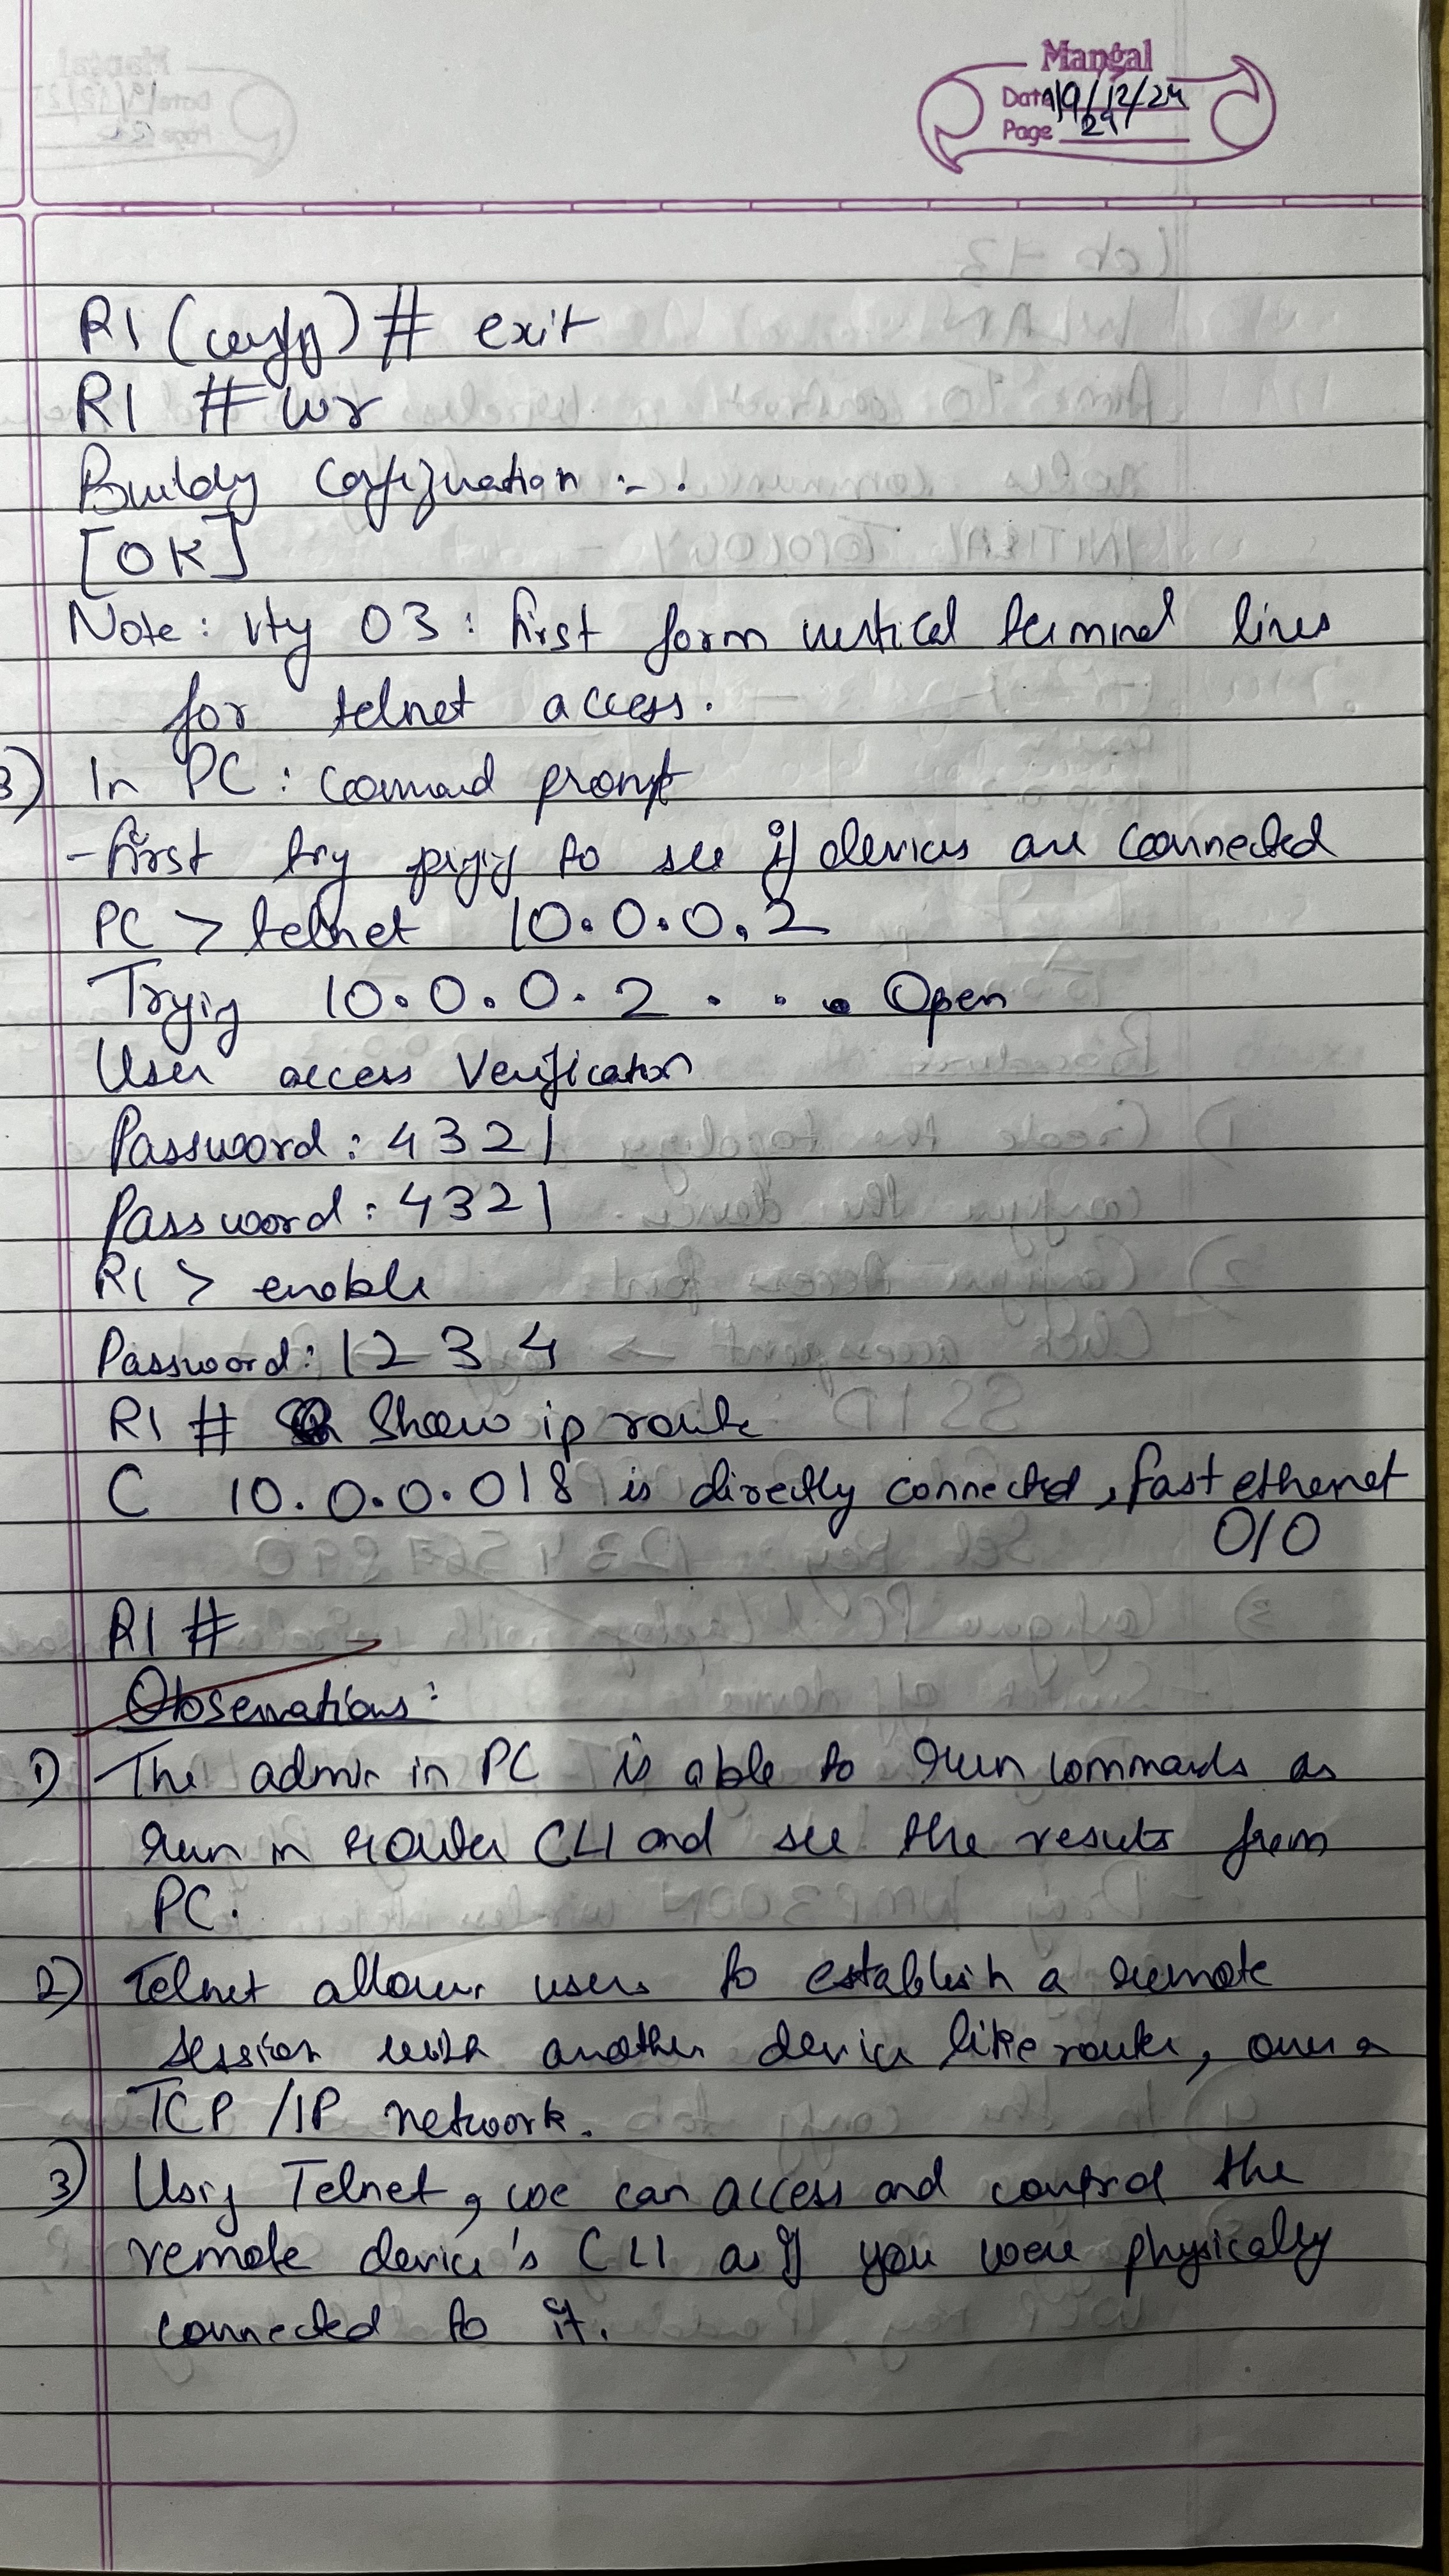 Mangal
Date 19/12/24
Page 29
R1 (config) # exit
R1 # wr
Building Configuration :- .
[OK]
Note: vty 0 3 : first form vertical terminal lines
for telnet access.
3) In PC : Command prompt
- first try pinging to see if devices are connected
PC > telnet 10.0.0.2
Trying 10.0.0.2 . . . Open
User access Verification
Password: 4321
Password: 4321
R1 > enable
Password: 1234
R1 # Show ip route
C 10.0.0.0/8 is directly connected, fast ethernet
0/0
R1 #
Observations:
1) The admin in PC is able to run commands as
run in router CLI and see the results from
PC.
2) Telnet allows users to establish a remote
session with another device like router, over a
TCP / IP network.
3) Using Telnet, we can access and control the
remote device's CLI as if you were physically
connected to it.